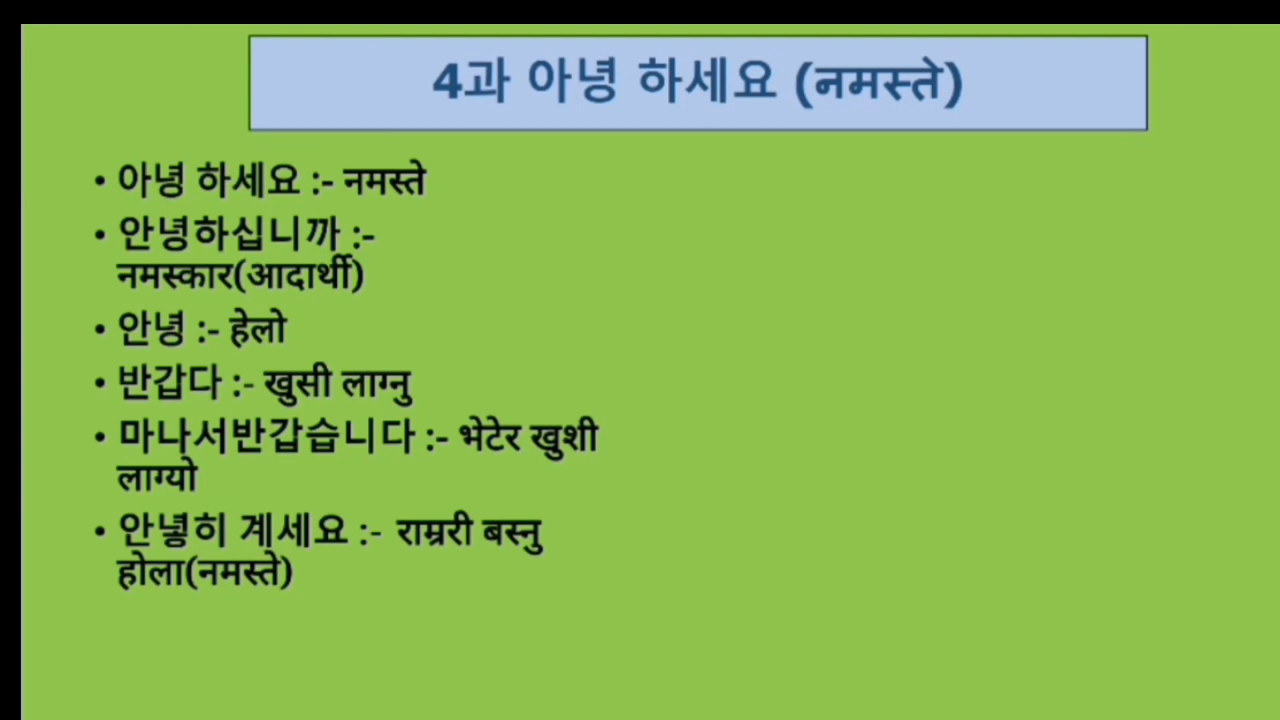 4과 아녕 하세요 (नमस्ते)
• 아녕 하세요 :- नमस्ते
• 안녕하십니까 :-
नमस्कार(आदार्थी)
• 안녕 :- हेलो
• 반갑다 :- खुसी लाग्नु
• 마나서반갑습니다 :- भेटेर खुशी
लाग्यो
• 안녛히 계세요 :- राम्ररी बस्नु
होला(नमस्ते)